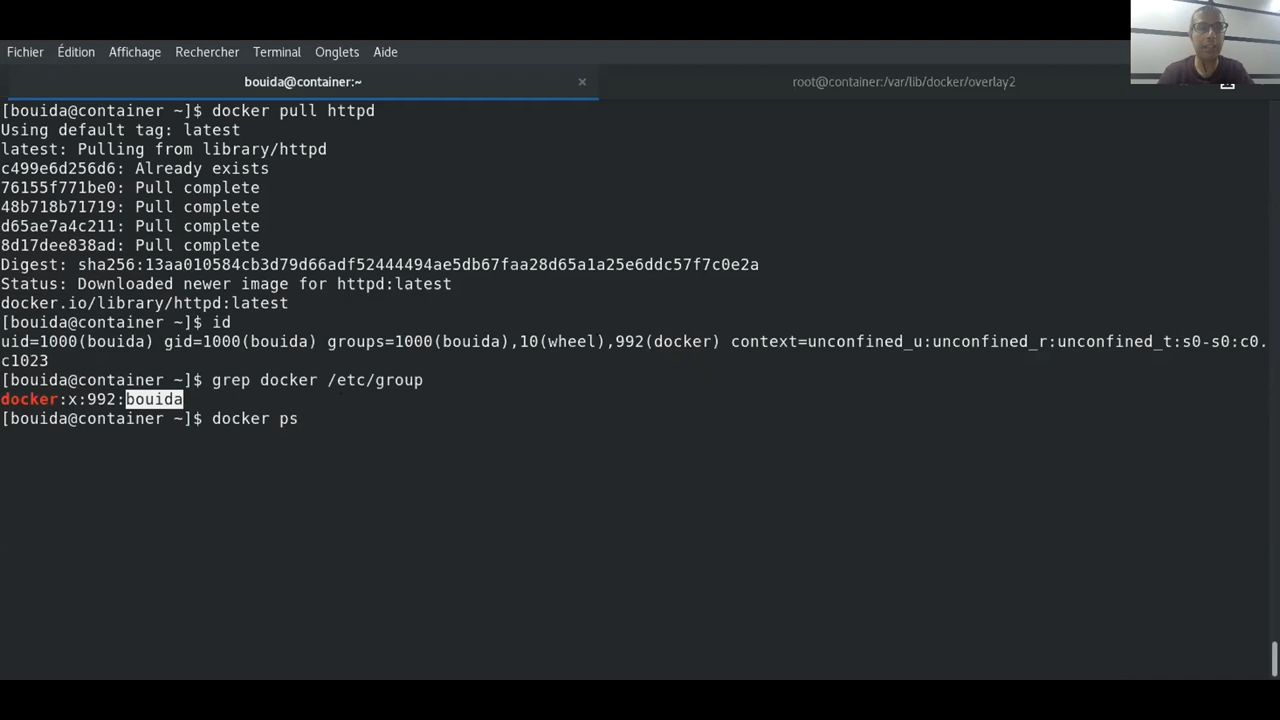 Fichier Édition Affichage Rechercher Terminal Onglets Aide
bouida@container:~ × root@container:/var/lib/docker/overlay2
[bouida@container ~]$ docker pull httpd
Using default tag: latest
latest: Pulling from library/httpd
c499e6d256d6: Already exists
76155f771be0: Pull complete
48b718b71719: Pull complete
d65ae7a4c211: Pull complete
8d17dee838ad: Pull complete
Digest: sha256:13aa010584cb3d79d66adf52444494ae5db67faa28d65a1a25e6ddc57f7c0e2a
Status: Downloaded newer image for httpd:latest
docker.io/library/httpd:latest
[bouida@container ~]$ id
uid=1000(bouida) gid=1000(bouida) groups=1000(bouida),10(wheel),992(docker) context=unconfined_u:unconfined_r:unconfined_t:s0-s0:c0.
c1023
[bouida@container ~]$ grep docker /etc/group
docker:x:992:bouida
[bouida@container ~]$ docker ps